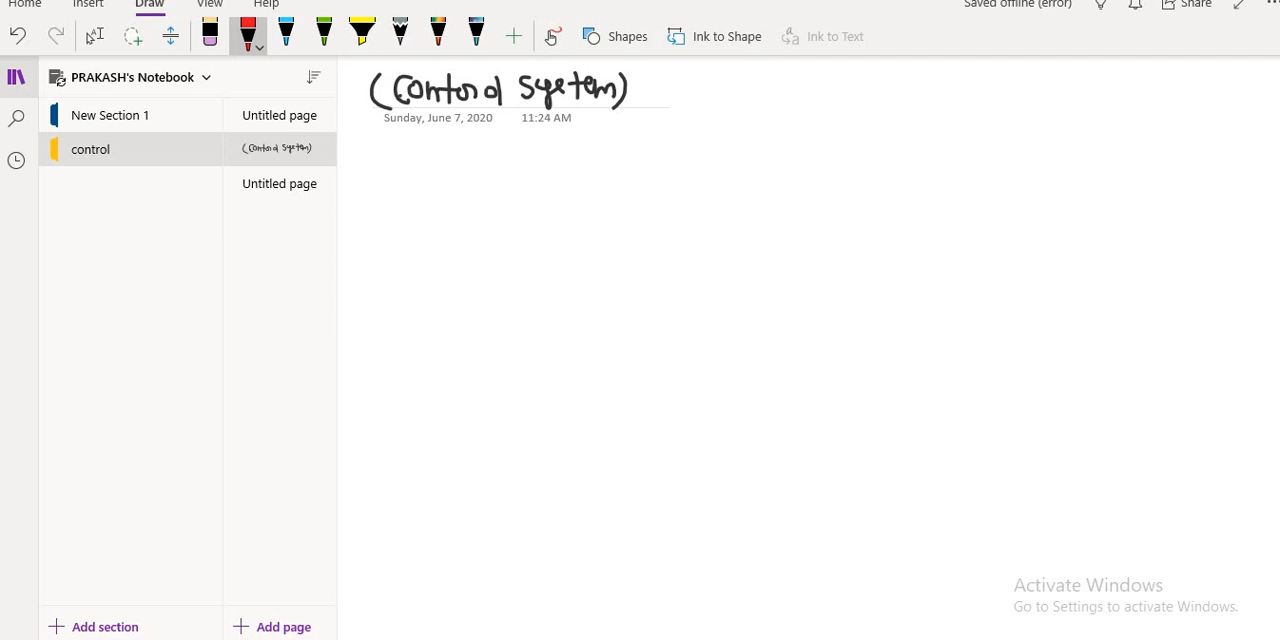 Home Insert Draw View Help Saved offline (error) Share
Shapes Ink to Shape Ink to Text
PRAKASH's Notebook
(Control System)
Sunday, June 7, 2020 11:24 AM
New Section 1 Untitled page
control (Control System)
Untitled page
Activate Windows
Go to Settings to activate Windows.
Add section Add page